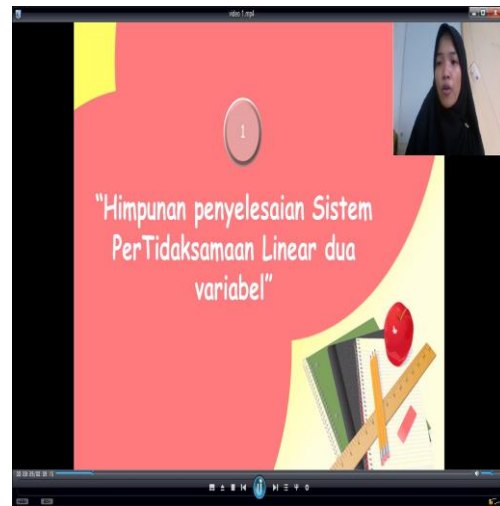 video 1.mp4
1
"Himpunan penyelesaian Sistem
PerTidaksamaan Linear dua
variabel"